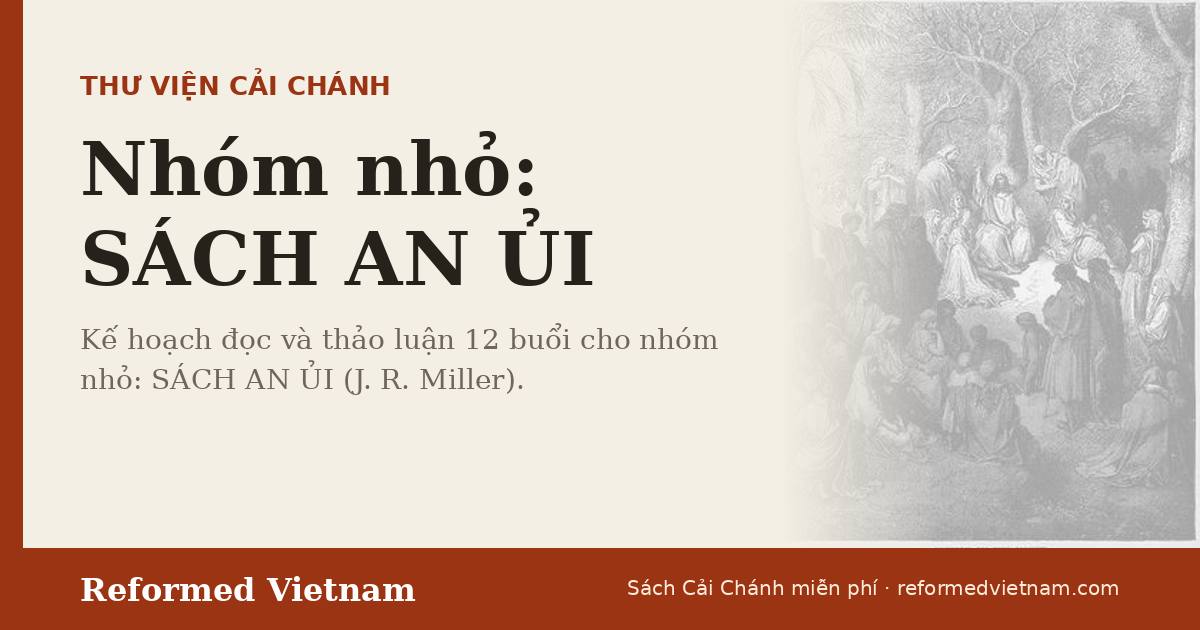 THƯ VIỆN CẢI CHÁNH
Nhóm nhỏ:
SÁCH AN ỦI
Kế hoạch đọc và thảo luận 12 buổi cho nhóm
nhỏ: SÁCH AN ỦI (J. R. Miller).
Reformed Vietnam
Sách Cải Chánh miễn phí · reformedvietnam.com